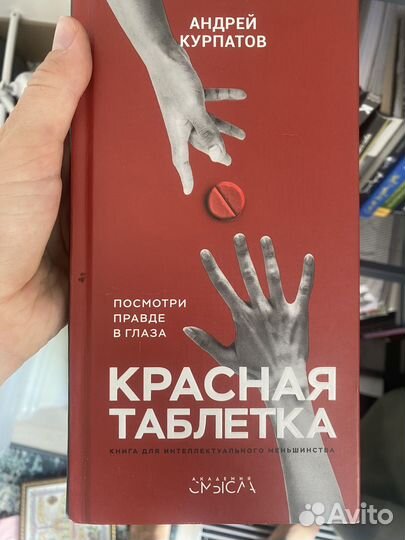 АНДРЕЙ
КУРПАТОВ
ПОСМОТРИ
ПРАВДЕ
В ГЛАЗА
КРАСНАЯ
ТАБЛЕТКА
КНИГА ДЛЯ ИНТЕЛЛЕКТУАЛЬНОГО МЕНЬШИНСТВА
АКАДЕМИЯ
СМЫСЛА
Avito